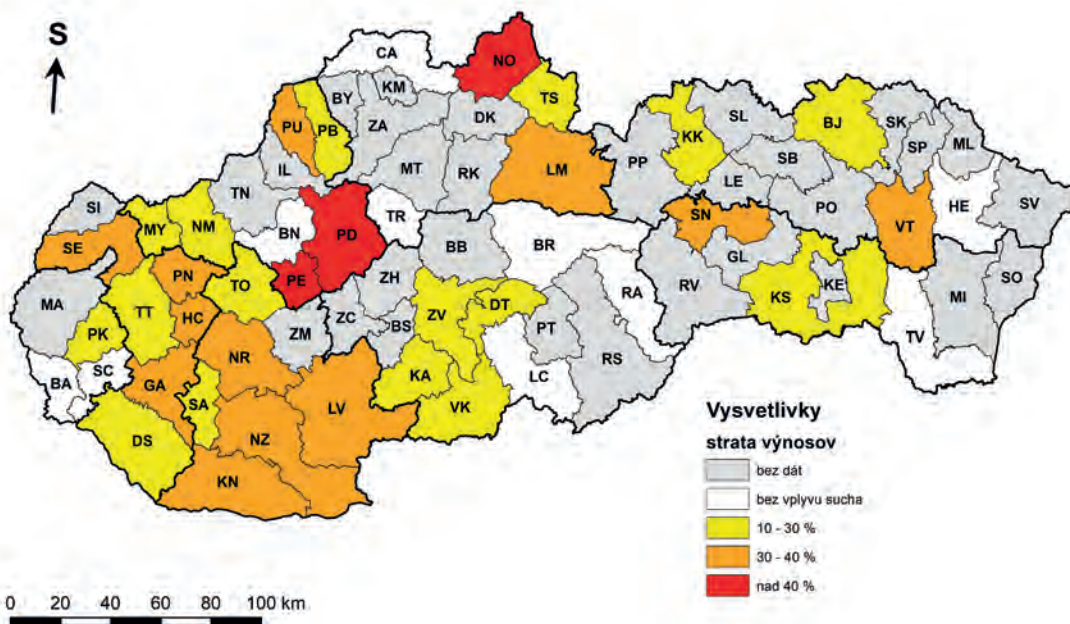 S
CA
NO
BY
KM
TS
PU
PB
ZA
DK
KK
SL
BJ
SK
SP
ML
IL
MT
RK
LM
PP
SB
LE
TN
SI
MY
NM
BN
PD
TR
SN
PO
VT
HE
SV
SE
BB
BR
PN
TO
PE
ZH
GL
RV
KS
KE
SO
MA
TT
HC
ZM
ZC
BS
ZV
DT
RA
MI
PK
PT
RS
TV
BA
SC
GA
NR
SA
KA
LV
LC
VK
DS
NZ
KN
Vysvetlivky
strata výnosov
bez dát
bez vplyvu sucha
10 - 30 %
30 - 40 %
nad 40 %
0 20 40 60 80 100 km